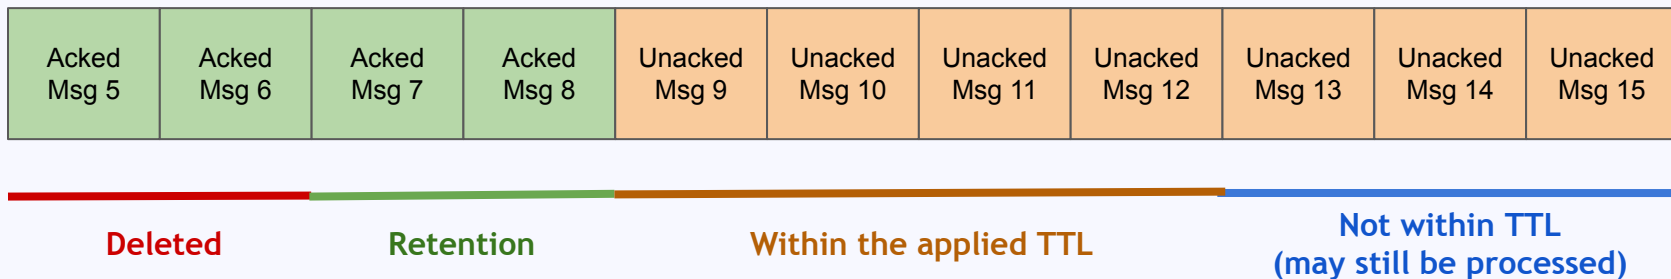 Acked
Msg 5
Acked
Msg 6
Acked
Msg 7
Acked
Msg 8
Unacked
Msg 9
Unacked
Msg 10
Unacked
Msg 11
Unacked
Msg 12
Unacked
Msg 13
Unacked
Msg 14
Unacked
Msg 15
Deleted
Retention
Within the applied TTL
Not within TTL
(may still be processed)